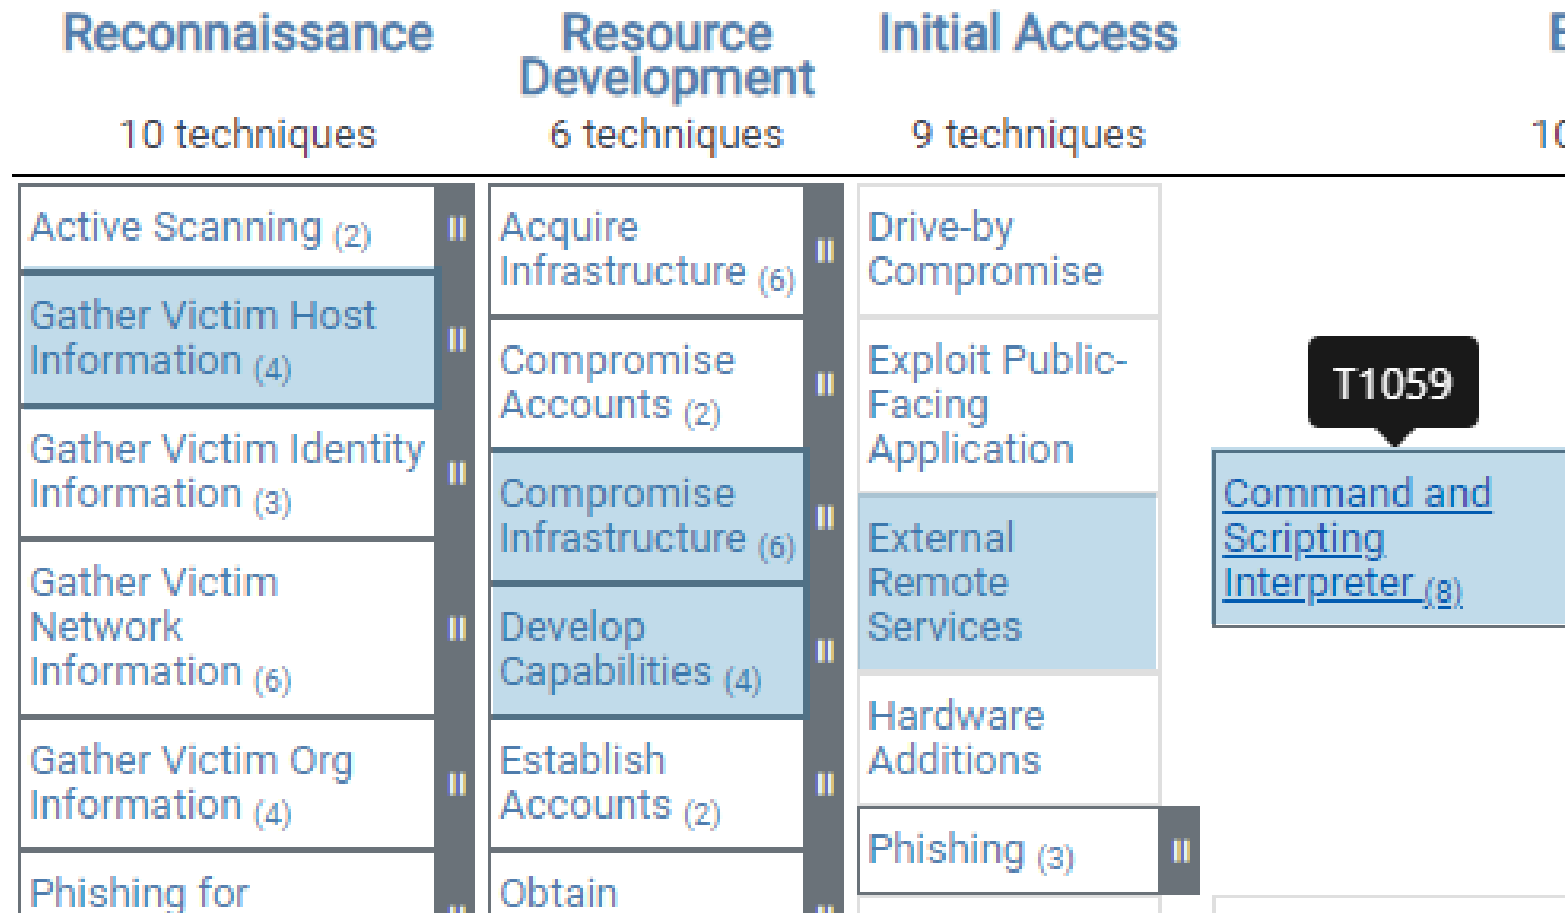 Reconnaissance
10 techniques
Active Scanning (2)
Gather Victim Host
Information (4)
Gather Victim Identity
Information (3)
Gather Victim
Network
Information (6)
Gather Victim Org
Information (4)
Phishing for
Resource
Development
6 techniques
Acquire
Infrastructure (6)
Compromise
Accounts (2)
Compromise
Infrastructure (6)
Develop
Capabilities (4)
Establish
Accounts (2)
Obtain
Initial Access
9 techniques
Drive-by
Compromise
Exploit Public-
Facing
Application
External
Remote
Services
Hardware
Additions
Phishing (3)
T1059
Command and
Scripting
Interpreter (8)